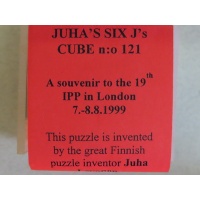 JUHA'S SIX J's
CUBE n:o 121
A souvenir to the 19th
IPP in London
7.-8.8.1999
This puzzle is invented
by the great Finnish
puzzle inventor Juha